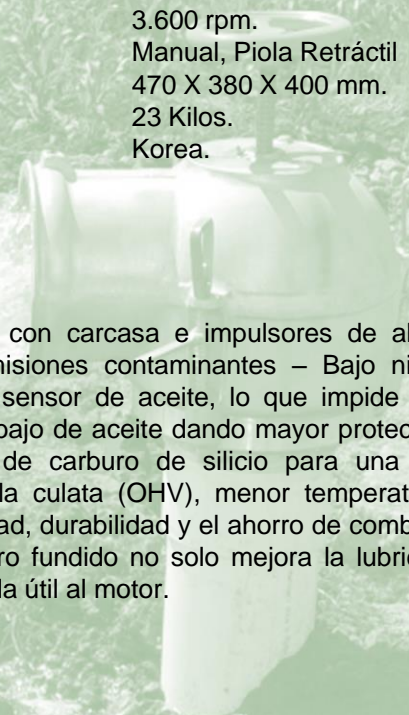 3.600 rpm.
Manual, Piola Retráctil
470 X 380 X 400 mm.
23 Kilos.
Korea.
con carcasa e impulsores de al
misiones contaminantes – Bajo ni
sensor de aceite, lo que impide
bajo de aceite dando mayor protec
de carburo de silicio para una
la culata (OHV), menor temperat
ad, durabilidad y el ahorro de comb
ro fundido no solo mejora la lubri
da útil al motor.